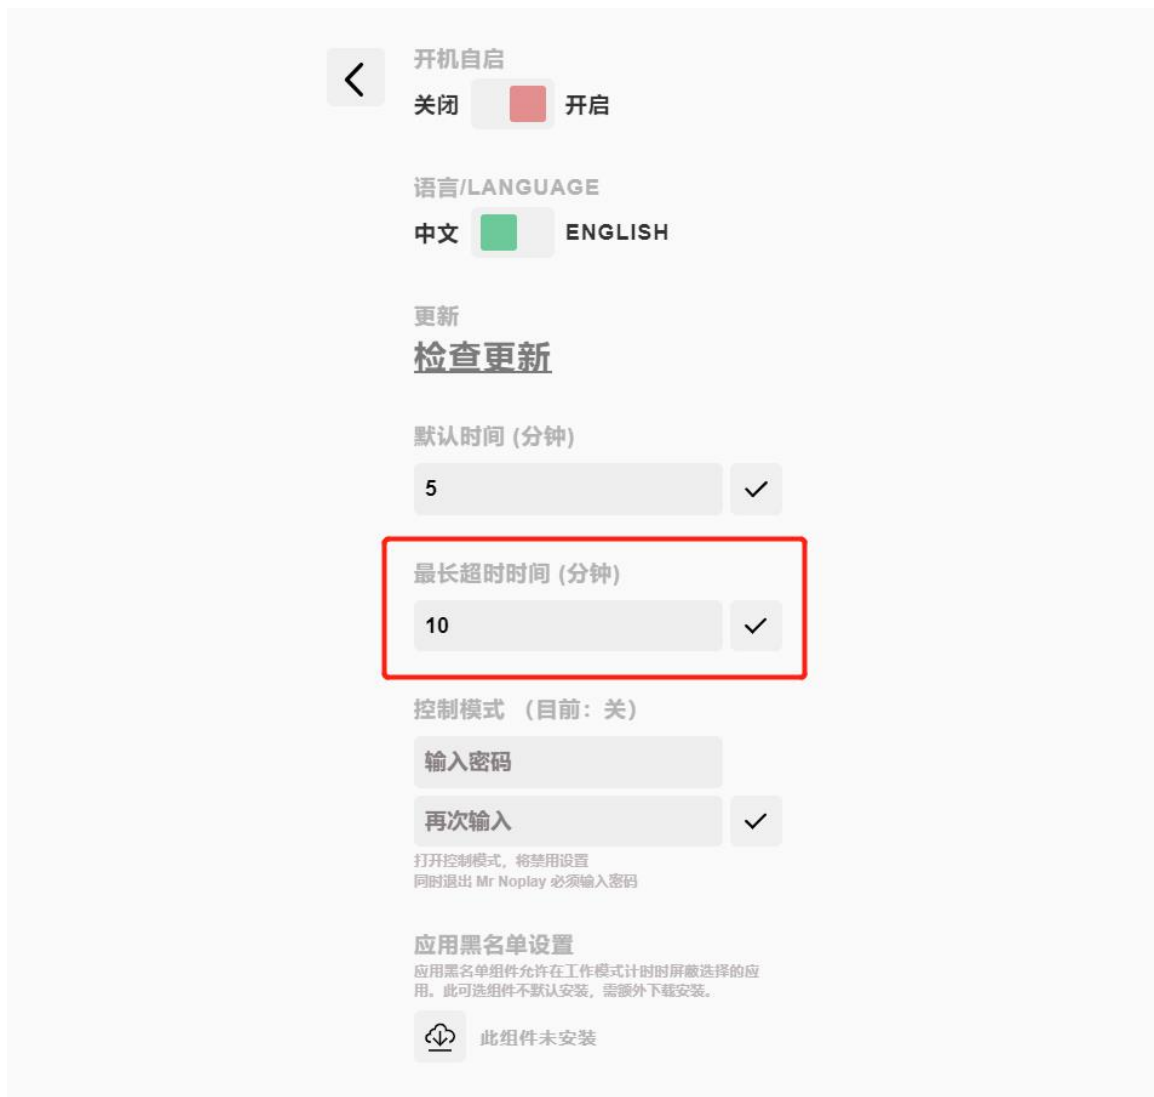 开机自启
关闭 开启
语言/LANGUAGE
中文 ENGLISH
更新
检查更新
默认时间 (分钟)
5
最长超时时间 (分钟)
10
控制模式 （目前：关）
输入密码
再次输入
打开控制模式，将禁用设置
同时退出 Mr Noplay 必须输入密码
应用黑名单设置
应用黑名单组件允许在工作模式计时时屏蔽选择的应
用。此可选组件不默认安装，需额外下载安装。
此组件未安装